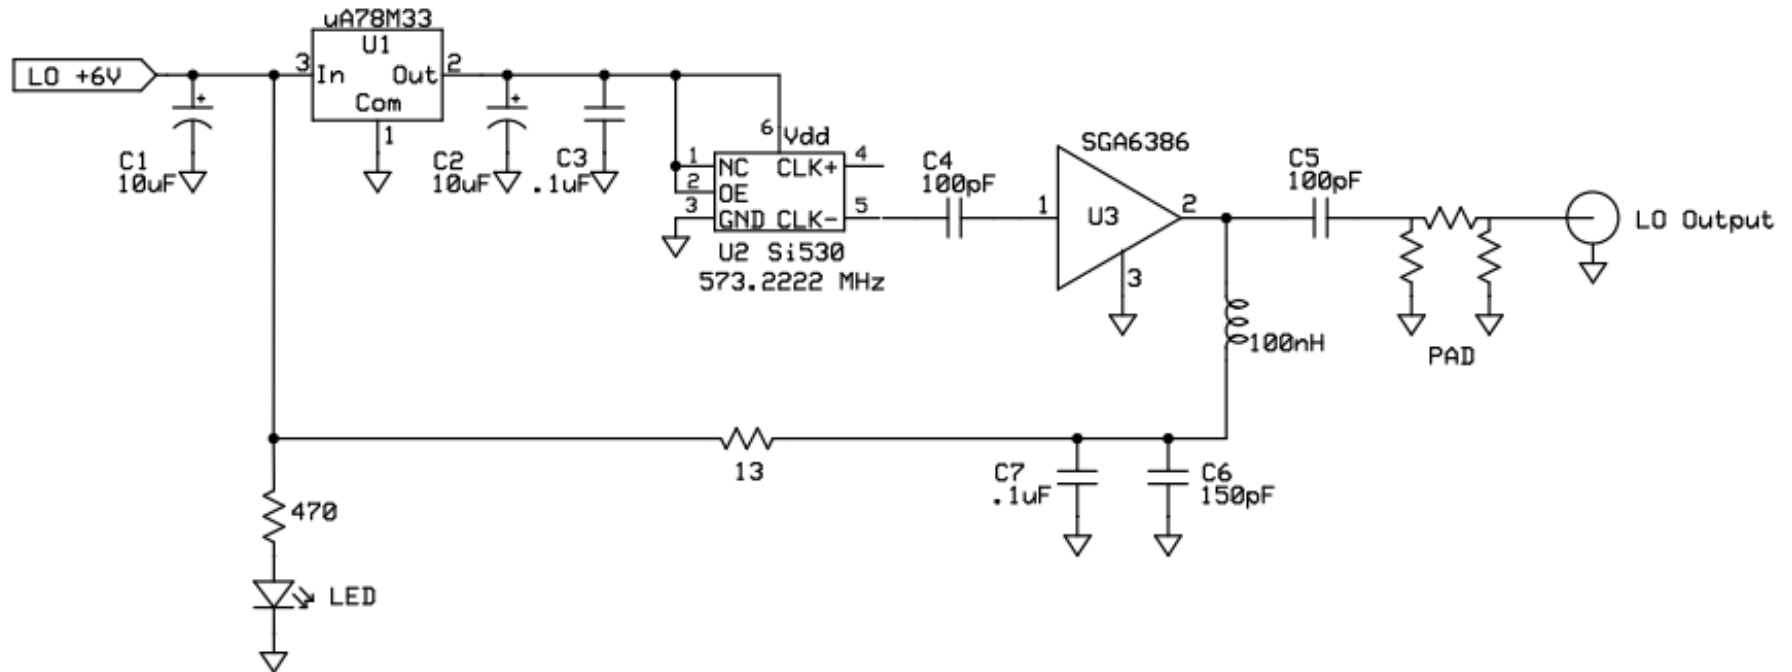 uA78M33
U1
LO +6V
3
In
Out
2
Com
1
C1
10uF
C2
10uF
C3
.1uF
6
Vdd
1
NC
CLK+
4
2
OE
3
GND
CLK-
5
U2 Si530
573.2222 MHz
C4
100pF
SGA6386
1
U3
2
3
C5
100pF
LO Output
100nH
PAD
13
C7
.1uF
C6
150pF
470
LED